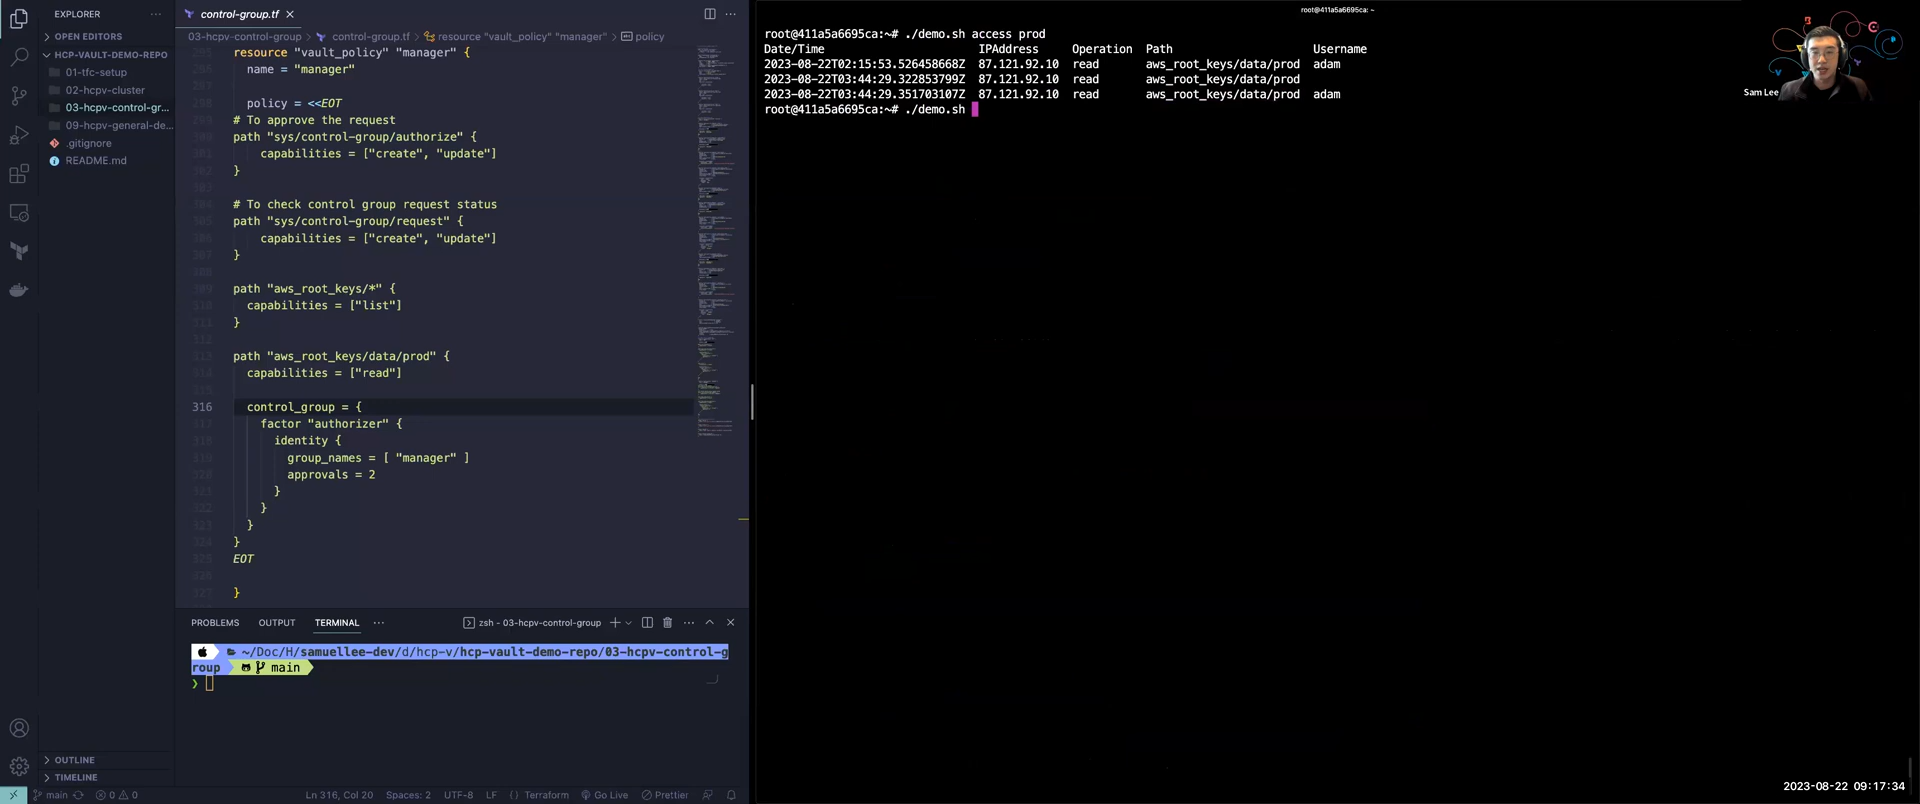 EXPLORER
OPEN EDITORS
HCP-VAULT-DEMO-REPO
01-tfc-setup
02-hcpv-cluster
03-hcpv-control-gr...
09-hcpv-general-de...
.gitignore
README.md
OUTLINE
TIMELINE
control-group.tf
03-hcpv-control-group > control-group.tf > resource "vault_policy" "manager" > policy
resource "vault_policy" "manager" {
name = "manager"
policy = <<EOT
# To approve the request
path "sys/control-group/authorize" {
capabilities = ["create", "update"]
}
# To check control group request status
path "sys/control-group/request" {
capabilities = ["create", "update"]
}
path "aws_root_keys/*" {
capabilities = ["list"]
}
path "aws_root_keys/data/prod" {
capabilities = ["read"]
316 control_group = {
factor "authorizer" {
identity {
group_names = [ "manager" ]
approvals = 2
}
}
}
}
EOT
}
PROBLEMS OUTPUT TERMINAL ... zsh - 03-hcpv-control-group
~/Doc/H/samuellee-dev/d/hcp-v/hcp-vault-demo-repo/03-hcpv-control-g
roup main
main 0 0 Ln 316, Col 20 Spaces: 2 UTF-8 LF Terraform Go Live Prettier
root@411a5a6695ca: ~
root@411a5a6695ca:~# ./demo.sh access prod
Date/Time IPAddress Operation Path Username
2023-08-22T02:15:53.526458668Z 87.121.92.10 read aws_root_keys/data/prod adam
2023-08-22T03:44:29.322853799Z 87.121.92.10 read aws_root_keys/data/prod
2023-08-22T03:44:29.351703107Z 87.121.92.10 read aws_root_keys/data/prod adam
root@411a5a6695ca:~# ./demo.sh
Sam Lee
2023-08-22 09:17:34